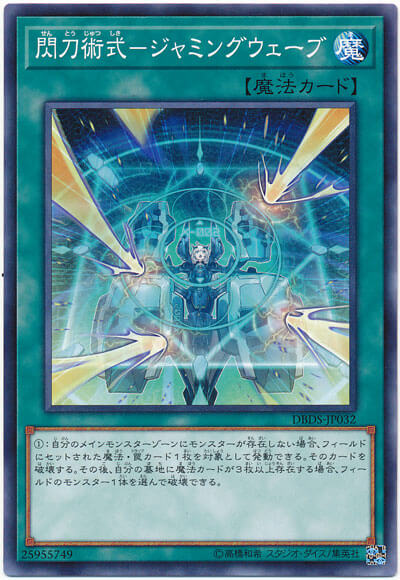 閃刀術式－ジャミングウェーブ 魔
【魔法カード】
DBDS-JP032
①：自分のメインモンスターゾーンにモンスターが存在しない場合、フィールド
にセットされた魔法・罠カード１枚を対象として発動できる。そのカードを
破壊する。その後、自分の墓地に魔法カードが３枚以上存在する場合、フィー
ルドのモンスター１体を選んで破壊できる。
25955749 ©高橋和希 スタジオ・ダイス/集英社